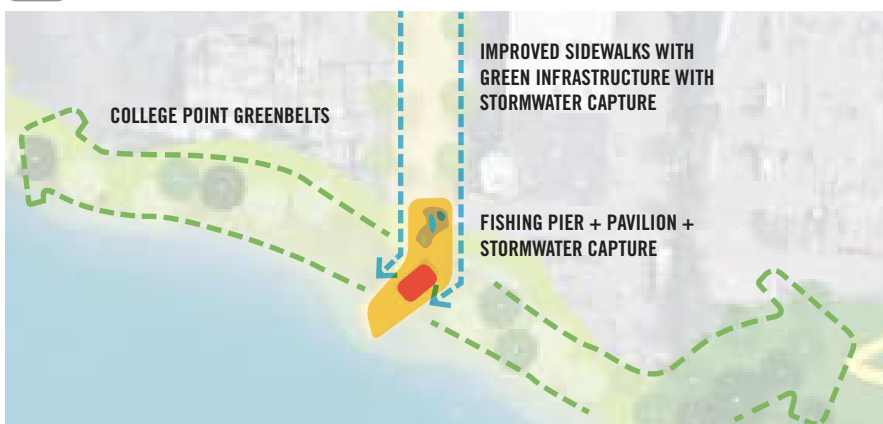 IMPROVED SIDEWALKS WITH
GREEN INFRASTRUCTURE WITH
STORMWATER CAPTURE
COLLEGE POINT GREENBELTS
FISHING PIER + PAVILION +
STORMWATER CAPTURE